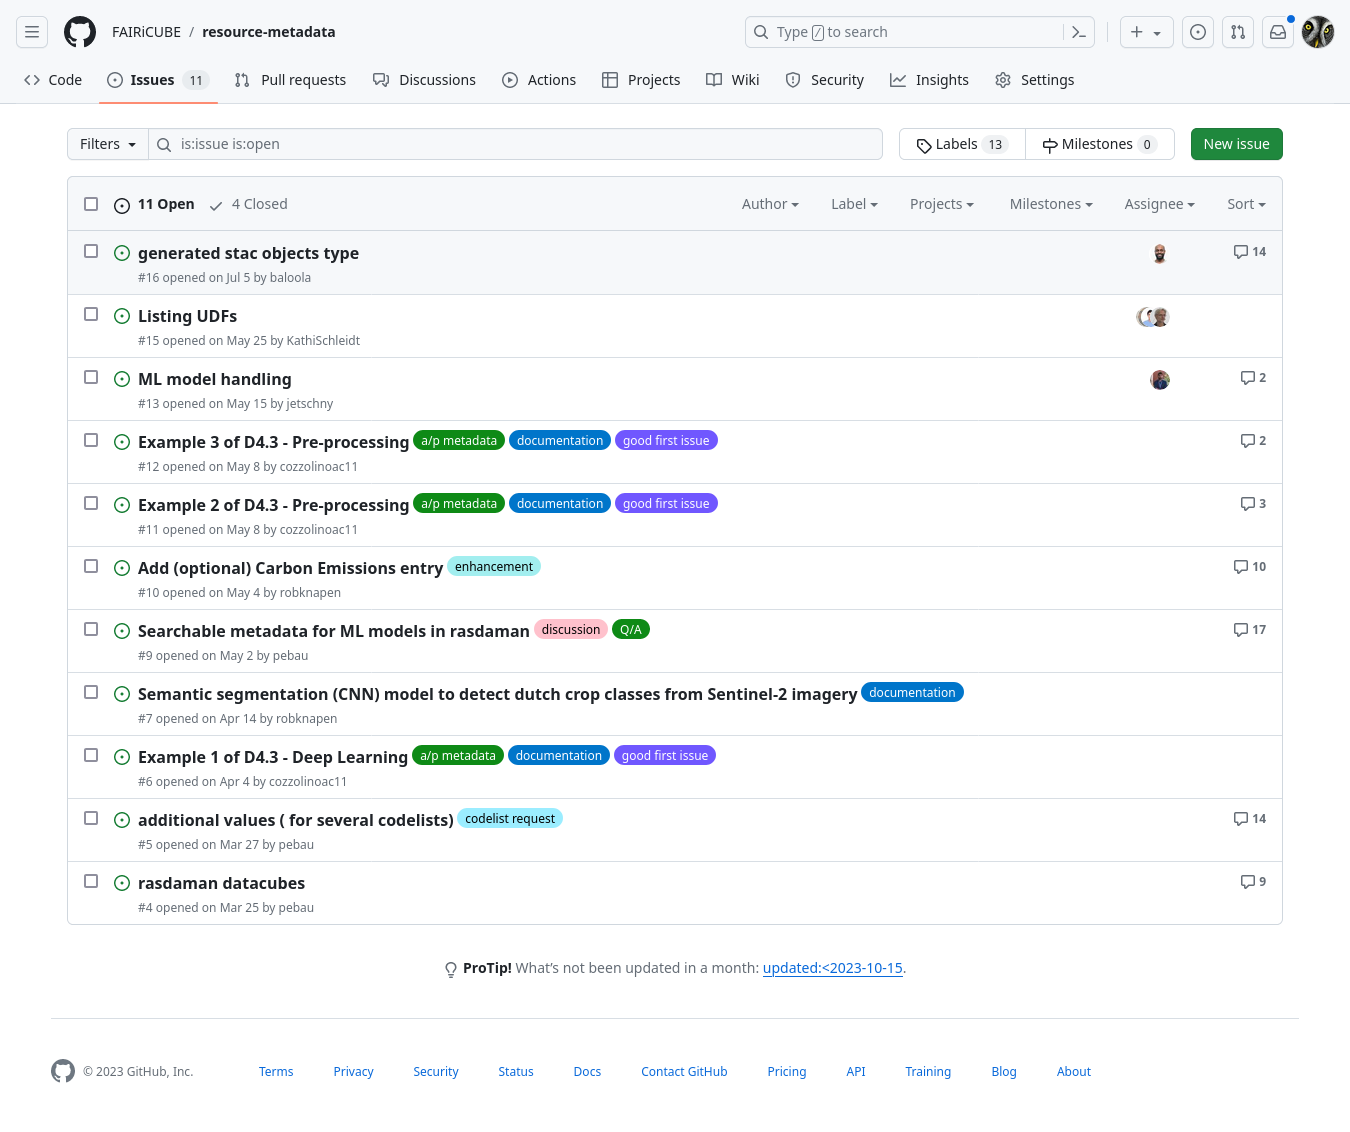 FAIRiCUBE / resource-metadata
Type / to search
Code
Issues 11
Pull requests
Discussions
Actions
Projects
Wiki
Security
Insights
Settings
Filters
is:issue is:open
Labels 13
Milestones 0
New issue
11 Open
4 Closed
Author
Label
Projects
Milestones
Assignee
Sort
generated stac objects type
14
#16 opened on Jul 5 by baloola
Listing UDFs
#15 opened on May 25 by KathiSchleidt
ML model handling
2
#13 opened on May 15 by jetschny
Example 3 of D4.3 - Pre-processing a/p metadata documentation good first issue
2
#12 opened on May 8 by cozzolinoac11
Example 2 of D4.3 - Pre-processing a/p metadata documentation good first issue
3
#11 opened on May 8 by cozzolinoac11
Add (optional) Carbon Emissions entry enhancement
10
#10 opened on May 4 by robknapen
Searchable metadata for ML models in rasdaman discussion Q/A
17
#9 opened on May 2 by pebau
Semantic segmentation (CNN) model to detect dutch crop classes from Sentinel-2 imagery documentation
#7 opened on Apr 14 by robknapen
Example 1 of D4.3 - Deep Learning a/p metadata documentation good first issue
#6 opened on Apr 4 by cozzolinoac11
additional values ( for several codelists) codelist request
14
#5 opened on Mar 27 by pebau
rasdaman datacubes
9
#4 opened on Mar 25 by pebau
ProTip! What's not been updated in a month: updated:<2023-10-15.
© 2023 GitHub, Inc.
Terms
Privacy
Security
Status
Docs
Contact GitHub
Pricing
API
Training
Blog
About